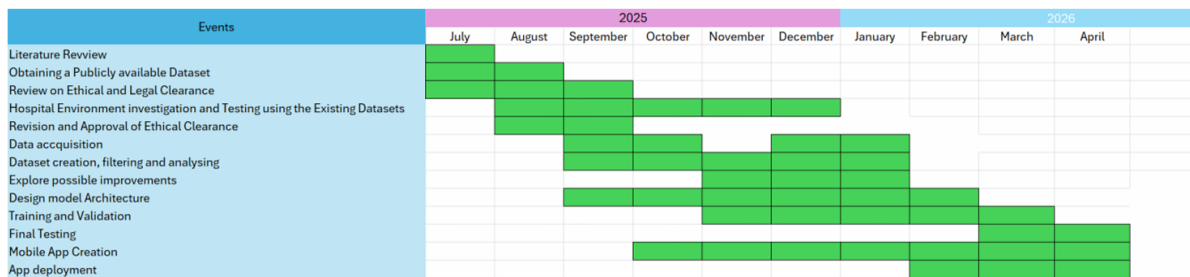 Events
2025
2026
July August September October November December January February March April
Literature Revview
Obtaining a Publicly available Dataset
Review on Ethical and Legal Clearance
Hospital Environment investigation and Testing using the Existing Datasets
Revision and Approval of Ethical Clearance
Data accquisition
Dataset creation, filtering and analysing
Explore possible improvements
Design model Architecture
Training and Validation
Final Testing
Mobile App Creation
App deployment